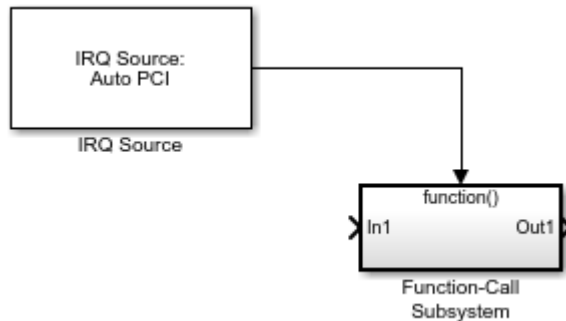 IRQ Source:
Auto PCI
IRQ Source
function()
In1
Out1
Function-Call
Subsystem